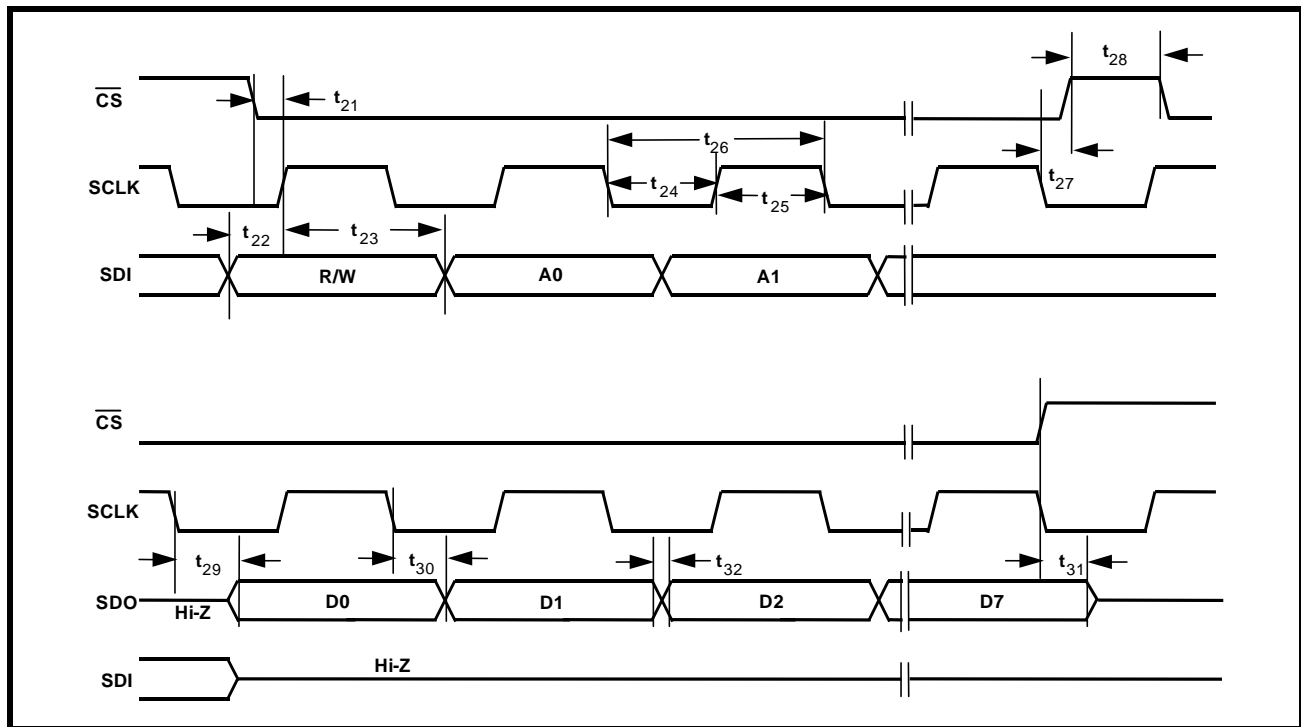 t28
CS
t21
t26
SCLK
t24
t25
t27
t22
t23
SDI
R/W
A0
A1
CS
SCLK
t29
t30
t32
t31
SDO
Hi-Z
D0
D1
D2
D7
SDI
Hi-Z